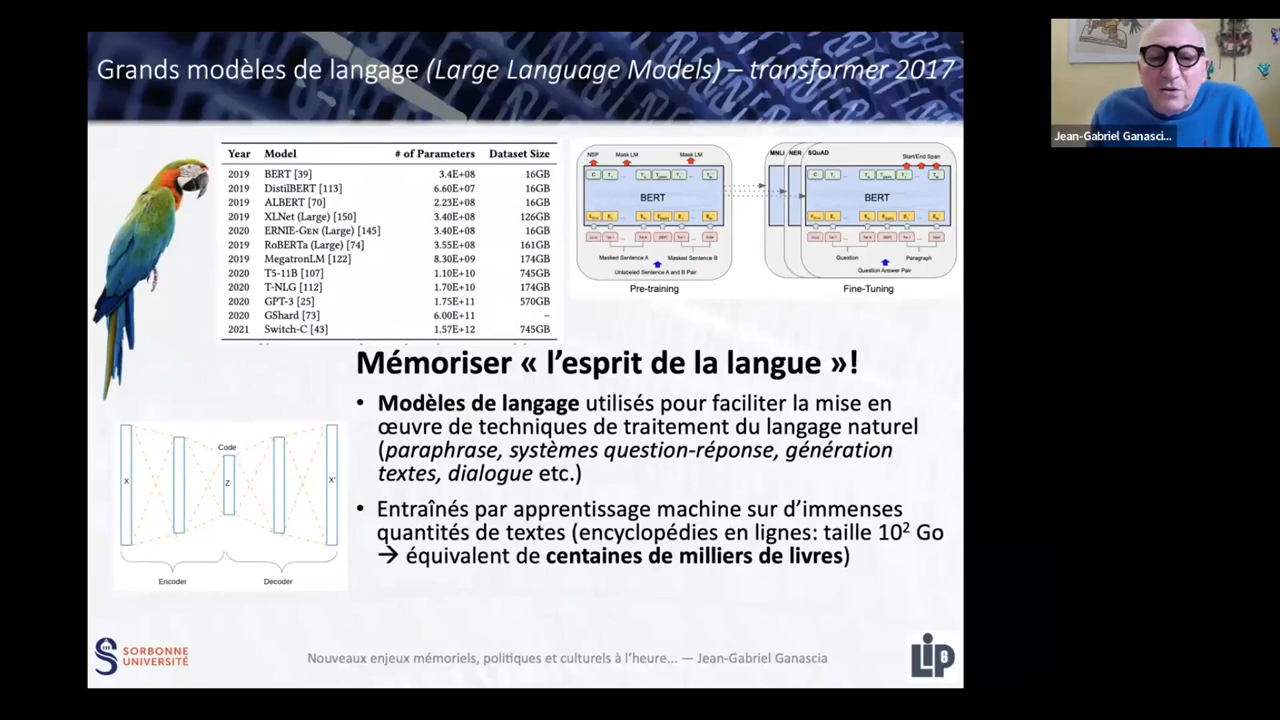 Grands modèles de langage (Large Language Models) – transformer 2017
Jean-Gabriel Ganasci...
Year Model # of Parameters Dataset Size
2019 BERT [39] 3.4E+08 16GB
2019 DistilBERT [113] 6.60E+07 16GB
2019 ALBERT [70] 2.23E+08 16GB
2019 XLNet (Large) [150] 3.40E+08 126GB
2020 ERNIE-GEN (Large) [145] 3.40E+08 16GB
2019 RoBERTa (Large) [74] 3.55E+08 161GB
2019 MegatronLM [122] 8.30E+09 174GB
2020 T5-11B [107] 1.10E+10 745GB
2020 T-NLG [112] 1.70E+10 174GB
2020 GPT-3 [25] 1.75E+11 570GB
2020 GShard [73] 6.00E+11 –
2021 Switch-C [43] 1.57E+12 745GB
NSP Mask LM Mask LM
BERT
Masked Sentence A Masked Sentence B
Unlabeled Sentence A and B Pair
Pre-training
MNLI NER SQuAD
Start/End Span
BERT
Question Paragraph
Question Answer Pair
Fine-Tuning
Mémoriser « l’esprit de la langue »!
• Modèles de langage utilisés pour faciliter la mise en
œuvre de techniques de traitement du langage naturel
(paraphrase, systèmes question-réponse, génération
textes, dialogue etc.)
• Entraînés par apprentissage machine sur d’immenses
quantités de textes (encyclopédies en lignes: taille 10² Go
→ équivalent de centaines de milliers de livres)
Code
X Z X'
Encoder Decoder
SORBONNE
UNIVERSITÉ
Nouveaux enjeux mémoriels, politiques et culturels à l’heure... — Jean-Gabriel Ganascia
LIP6